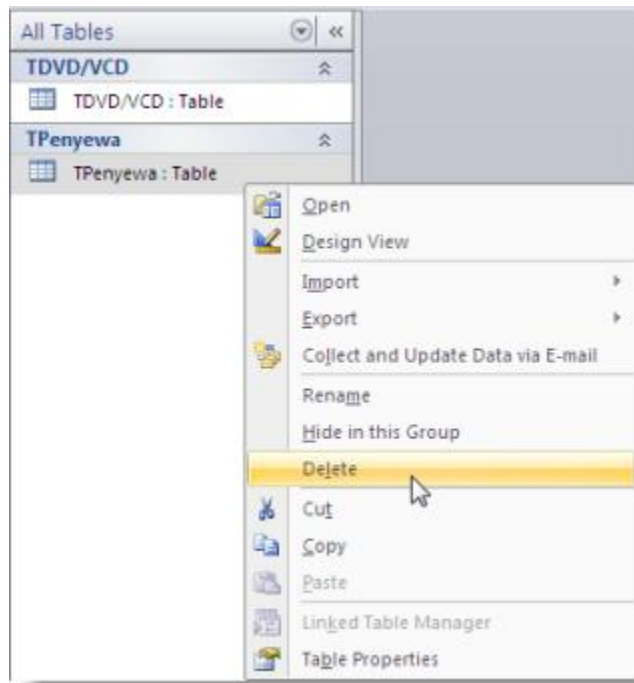 All Tables
TDVD/VCD
TDVD/VCD : Table
TPenyewa
TPenyewa : Table
Open
Design View
Import
Export
Collect and Update Data via E-mail
Rename
Hide in this Group
Delete
Cut
Copy
Paste
Linked Table Manager
Table Properties